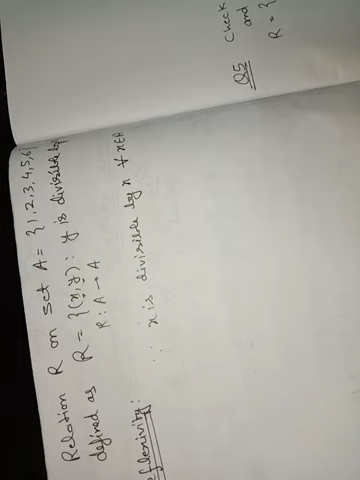 Relation R on set A = {1,2,3,4,5,6}
defined as R = {(x,y) : y is divisible by
R : A → A
flexivity: ∴ x is divisible by x ∀ x∈A
Q5 Check
and
R = {